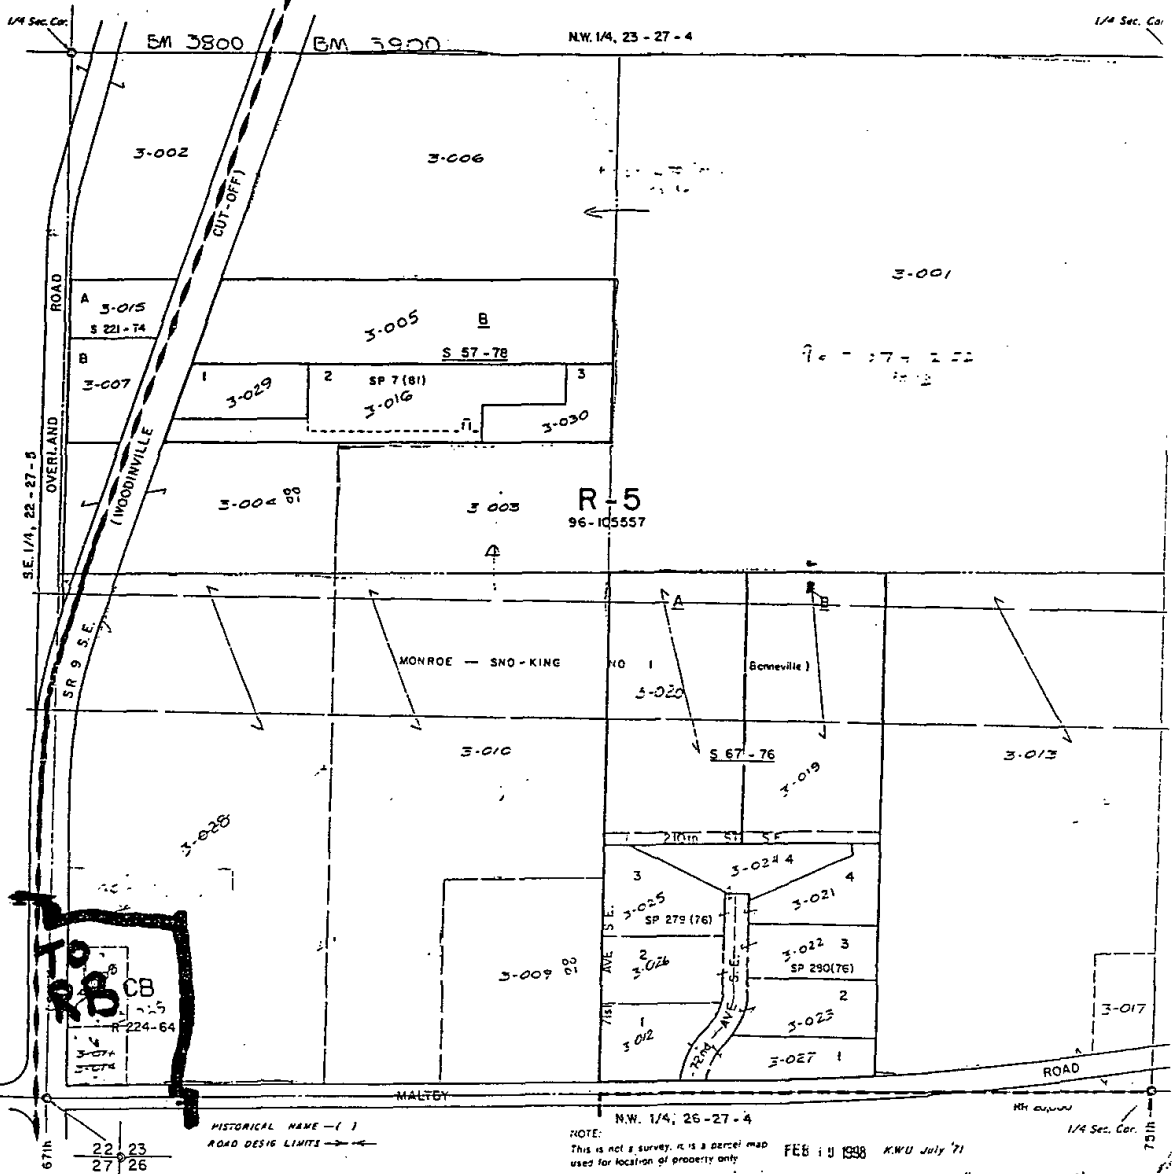 1/4 Sec. Cor.
N.W. 1/4, 23 - 27 - 4
BM 3800
BM 3900
3-002
3-006
3-001
CUT-OFF)
(WOODINVILLE
ROAD
OVERLAND
A
3-015
S 221-74
B
3-007
3-005
B
S 57-78
1
3-029
2
SP 7 (81)
3-016
3
3-030
S.E. 1/4, 22-27-5
3-004
3 003
R-5
96-105557
SR 9 S.E.
MONROE — SNO-KING
NO 1
A
3-020
B
Bonneville)
3-010
S 67-76
3-019
3-013
3-028
210th ST S.E.
3-024 4
3
3-025
SP 279 (76)
4
3-021
2
3-026
3-022 3
SP 290(76)
71st AVE S.E.
72nd AVE S.E.
1
3 012
2
3-023
3-027 1
3-009
3-017
TO
RD
CB
R 224-64
MALTBY
ROAD
N.W. 1/4, 26-27-4
1/4 Sec. Cor.
67th
75th
22 23
27 26
HISTORICAL NAME — ( )
ROAD DESIG LIMITS
NOTE:
This is not a survey, it is a parcel map
used for location of property only
FEB 10 1998
KWU July '71